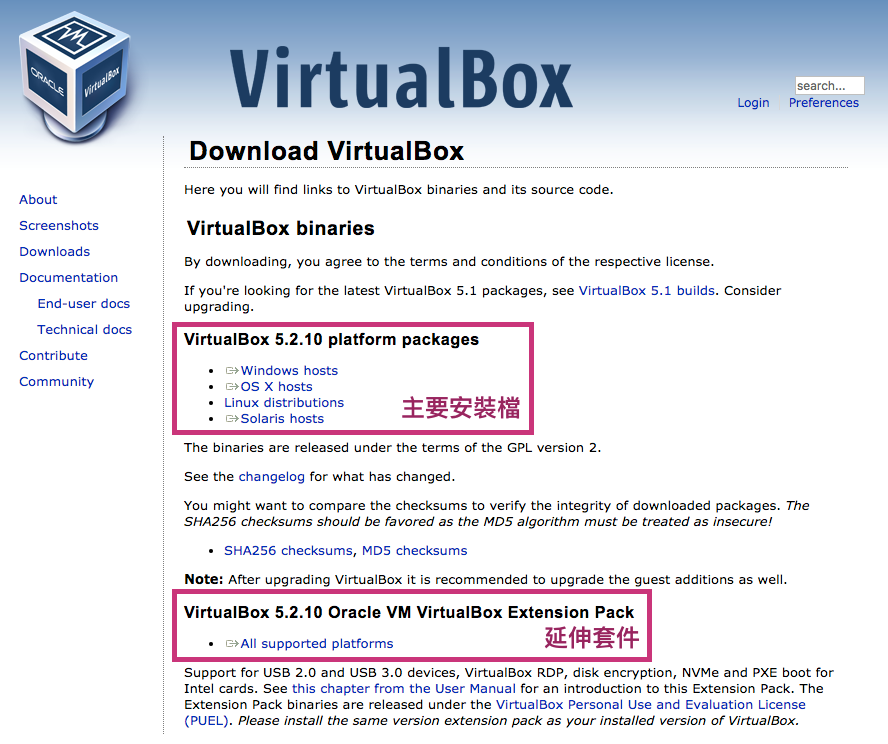 ORACLE
VirtualBox
VirtualBox
search...
Login Preferences
Download VirtualBox
Here you will find links to VirtualBox binaries and its source code.
About
Screenshots
Downloads
Documentation
End-user docs
Technical docs
Contribute
Community
VirtualBox binaries
By downloading, you agree to the terms and conditions of the respective license.
If you're looking for the latest VirtualBox 5.1 packages, see VirtualBox 5.1 builds. Consider
upgrading.
VirtualBox 5.2.10 platform packages
Windows hosts
OS X hosts
Linux distributions
Solaris hosts
主要安裝檔
The binaries are released under the terms of the GPL version 2.
See the changelog for what has changed.
You might want to compare the checksums to verify the integrity of downloaded packages. The
SHA256 checksums should be favored as the MD5 algorithm must be treated as insecure!
SHA256 checksums, MD5 checksums
Note: After upgrading VirtualBox it is recommended to upgrade the guest additions as well.
VirtualBox 5.2.10 Oracle VM VirtualBox Extension Pack
All supported platforms
延伸套件
Support for USB 2.0 and USB 3.0 devices, VirtualBox RDP, disk encryption, NVMe and PXE boot for
Intel cards. See this chapter from the User Manual for an introduction to this Extension Pack. The
Extension Pack binaries are released under the VirtualBox Personal Use and Evaluation License
(PUEL). Please install the same version extension pack as your installed version of VirtualBox.